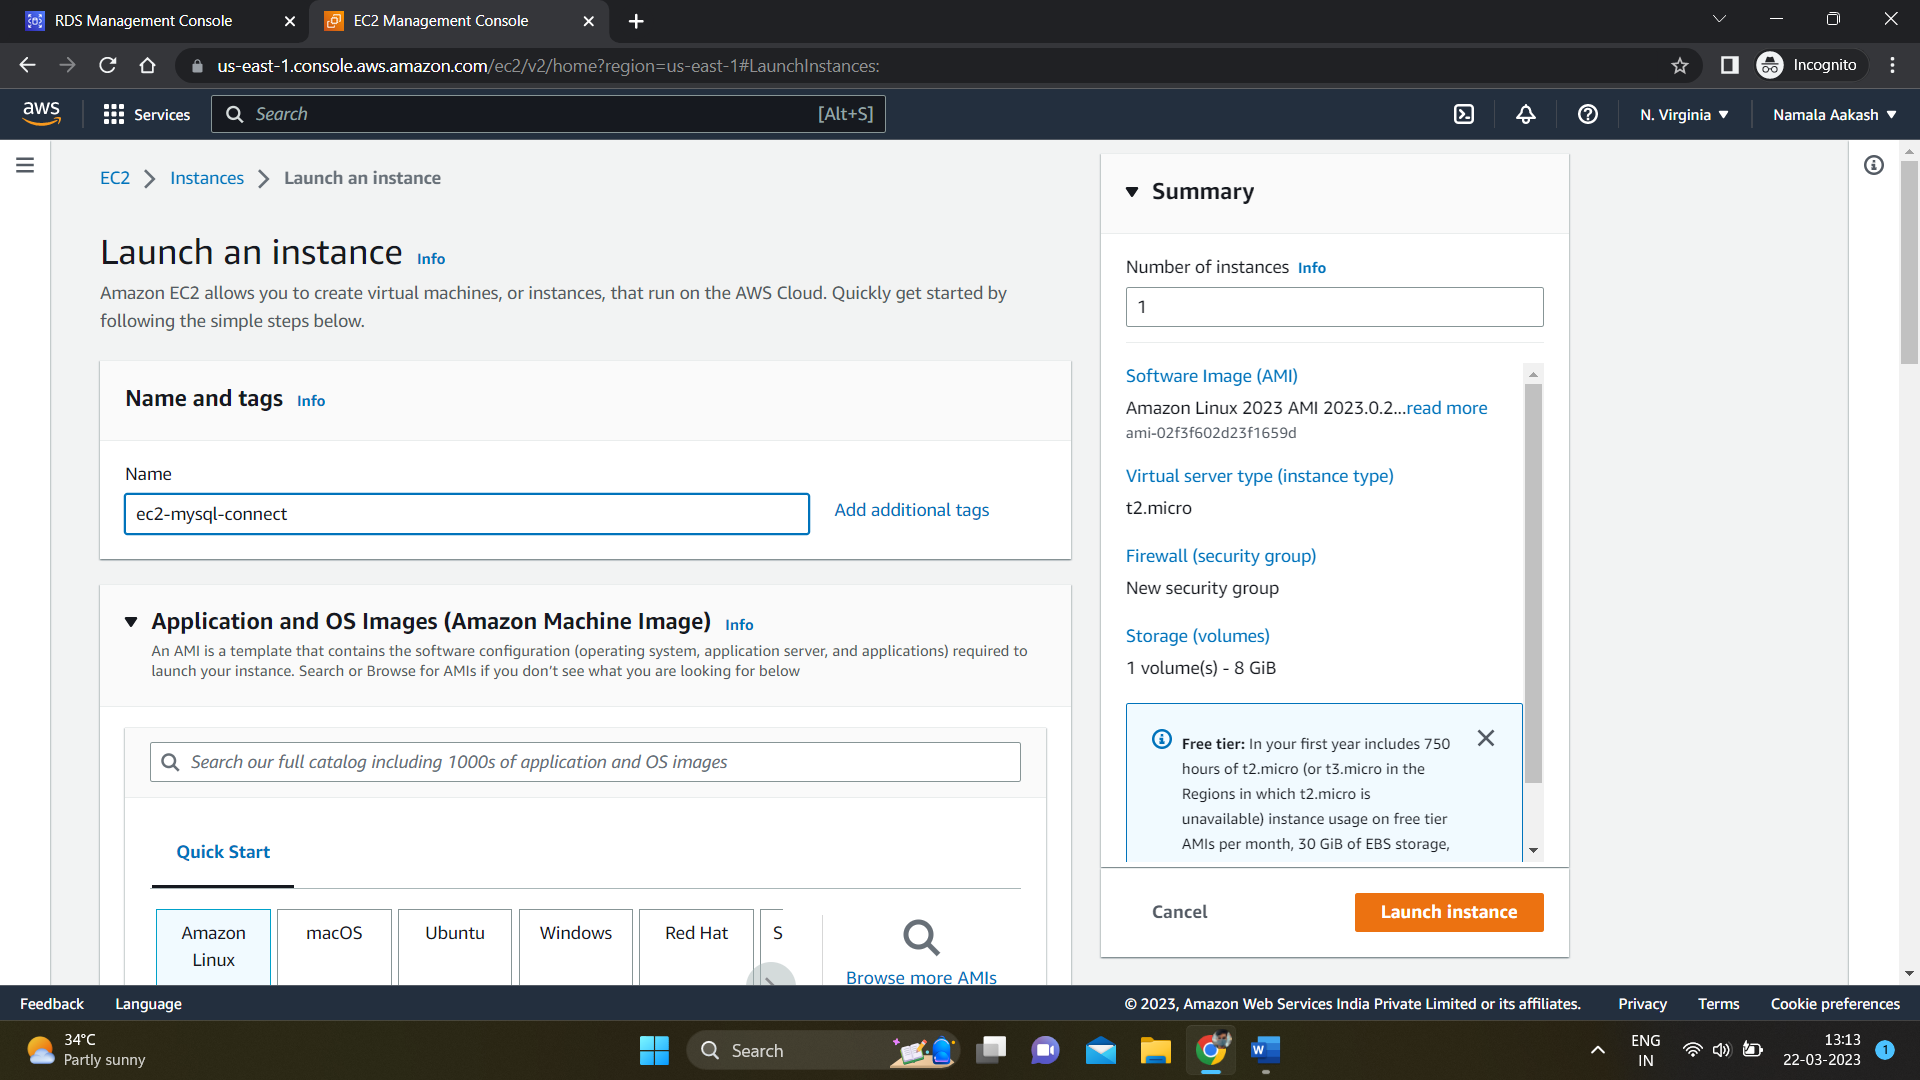 RDS Management Console
EC2 Management Console
us-east-1.console.aws.amazon.com/ec2/v2/home?region=us-east-1#LaunchInstances:
Incognito
aws
Services
Search
[Alt+S]
N. Virginia
Namala Aakash
EC2
Instances
Launch an instance
Launch an instance Info
Amazon EC2 allows you to create virtual machines, or instances, that run on the AWS Cloud. Quickly get started by
following the simple steps below.
Name and tags Info
Name
ec2-mysql-connect
Add additional tags
Application and OS Images (Amazon Machine Image) Info
An AMI is a template that contains the software configuration (operating system, application server, and applications) required to
launch your instance. Search or Browse for AMIs if you don't see what you are looking for below
Search our full catalog including 1000s of application and OS images
Quick Start
Amazon
Linux
macOS
Ubuntu
Windows
Red Hat
S
Browse more AMIs
Summary
Number of instances Info
1
Software Image (AMI)
Amazon Linux 2023 AMI 2023.0.2...read more
ami-02f3f602d23f1659d
Virtual server type (instance type)
t2.micro
Firewall (security group)
New security group
Storage (volumes)
1 volume(s) - 8 GiB
Free tier: In your first year includes 750
hours of t2.micro (or t3.micro in the
Regions in which t2.micro is
unavailable) instance usage on free tier
AMIs per month, 30 GiB of EBS storage,
Cancel
Launch instance
Feedback
Language
© 2023, Amazon Web Services India Private Limited or its affiliates.
Privacy
Terms
Cookie preferences
34°C
Partly sunny
Search
W
ENG
IN
13:13
22-03-2023
1